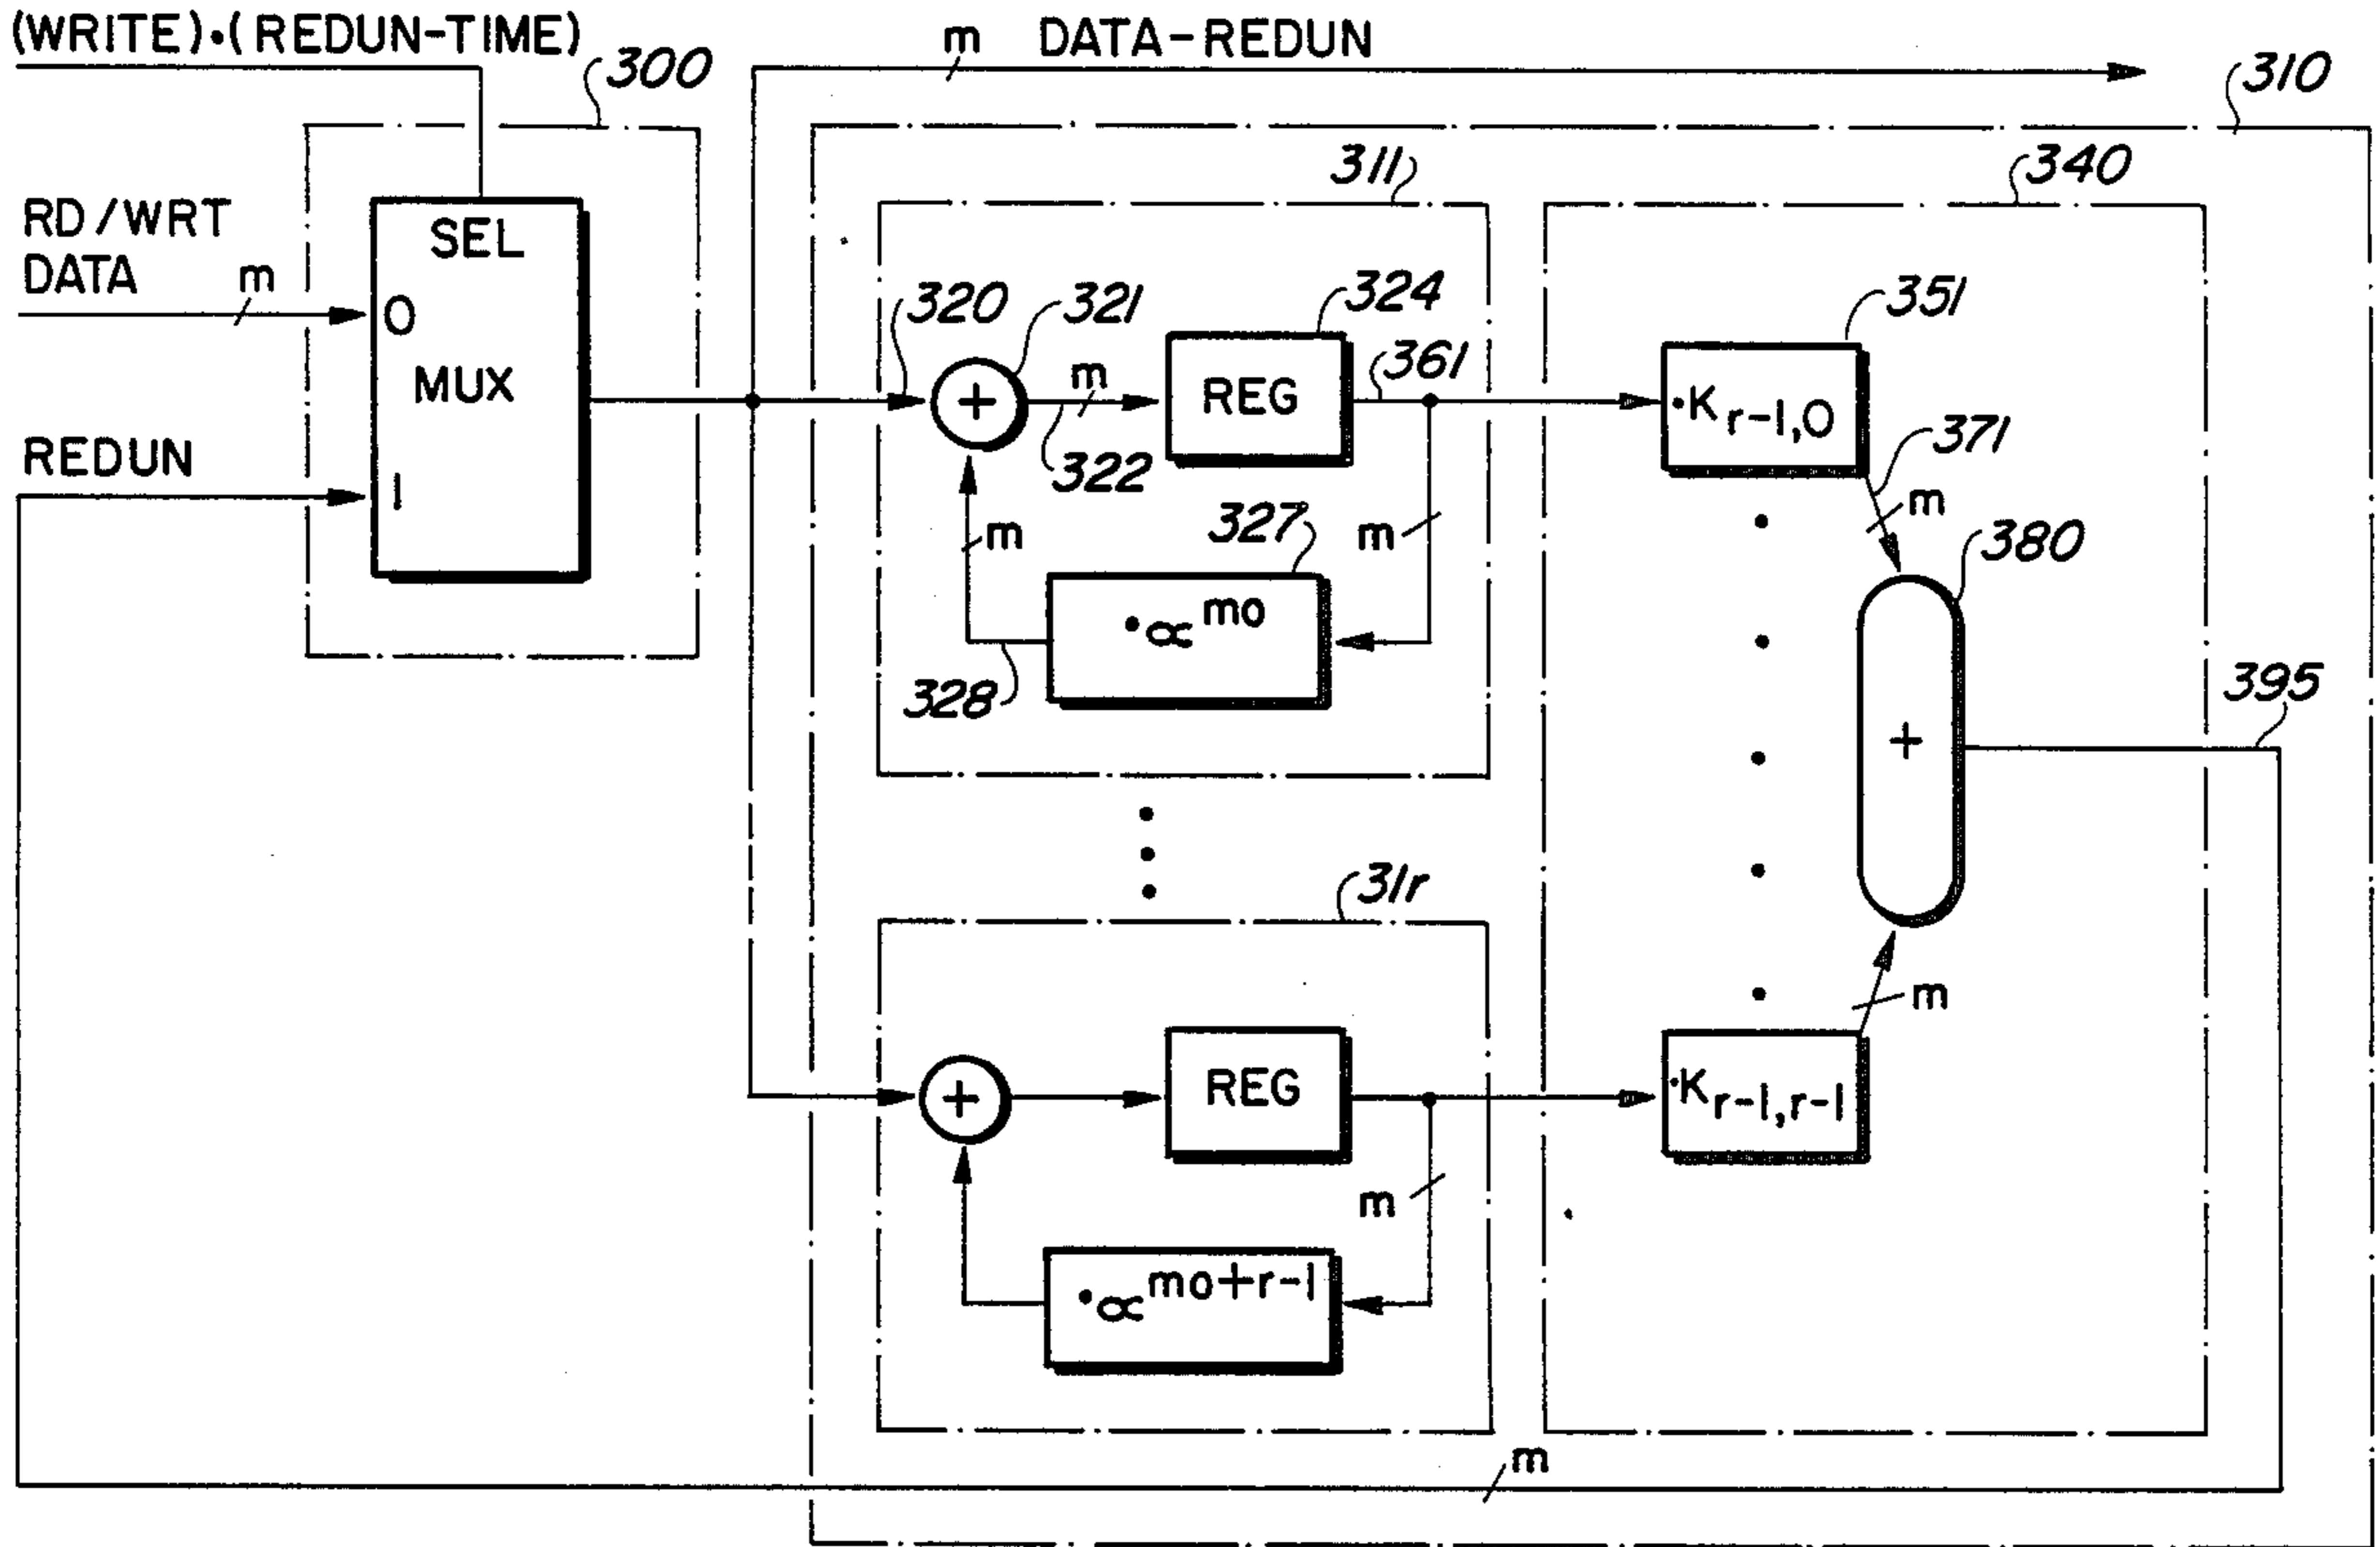 (WRITE)•(REDUN-TIME)
m DATA-REDUN
300
310
311
340
RD/WRT
DATA
m
SEL
0
MUX
REDUN
1
320
321
322
m
324
REG
361
351
•K r-1,0
371
m
380
m
327
m
•∝ mo
328
+
+
395
31r
+
REG
•K r-1,r-1
m
m
•∝ mo+r-1
m